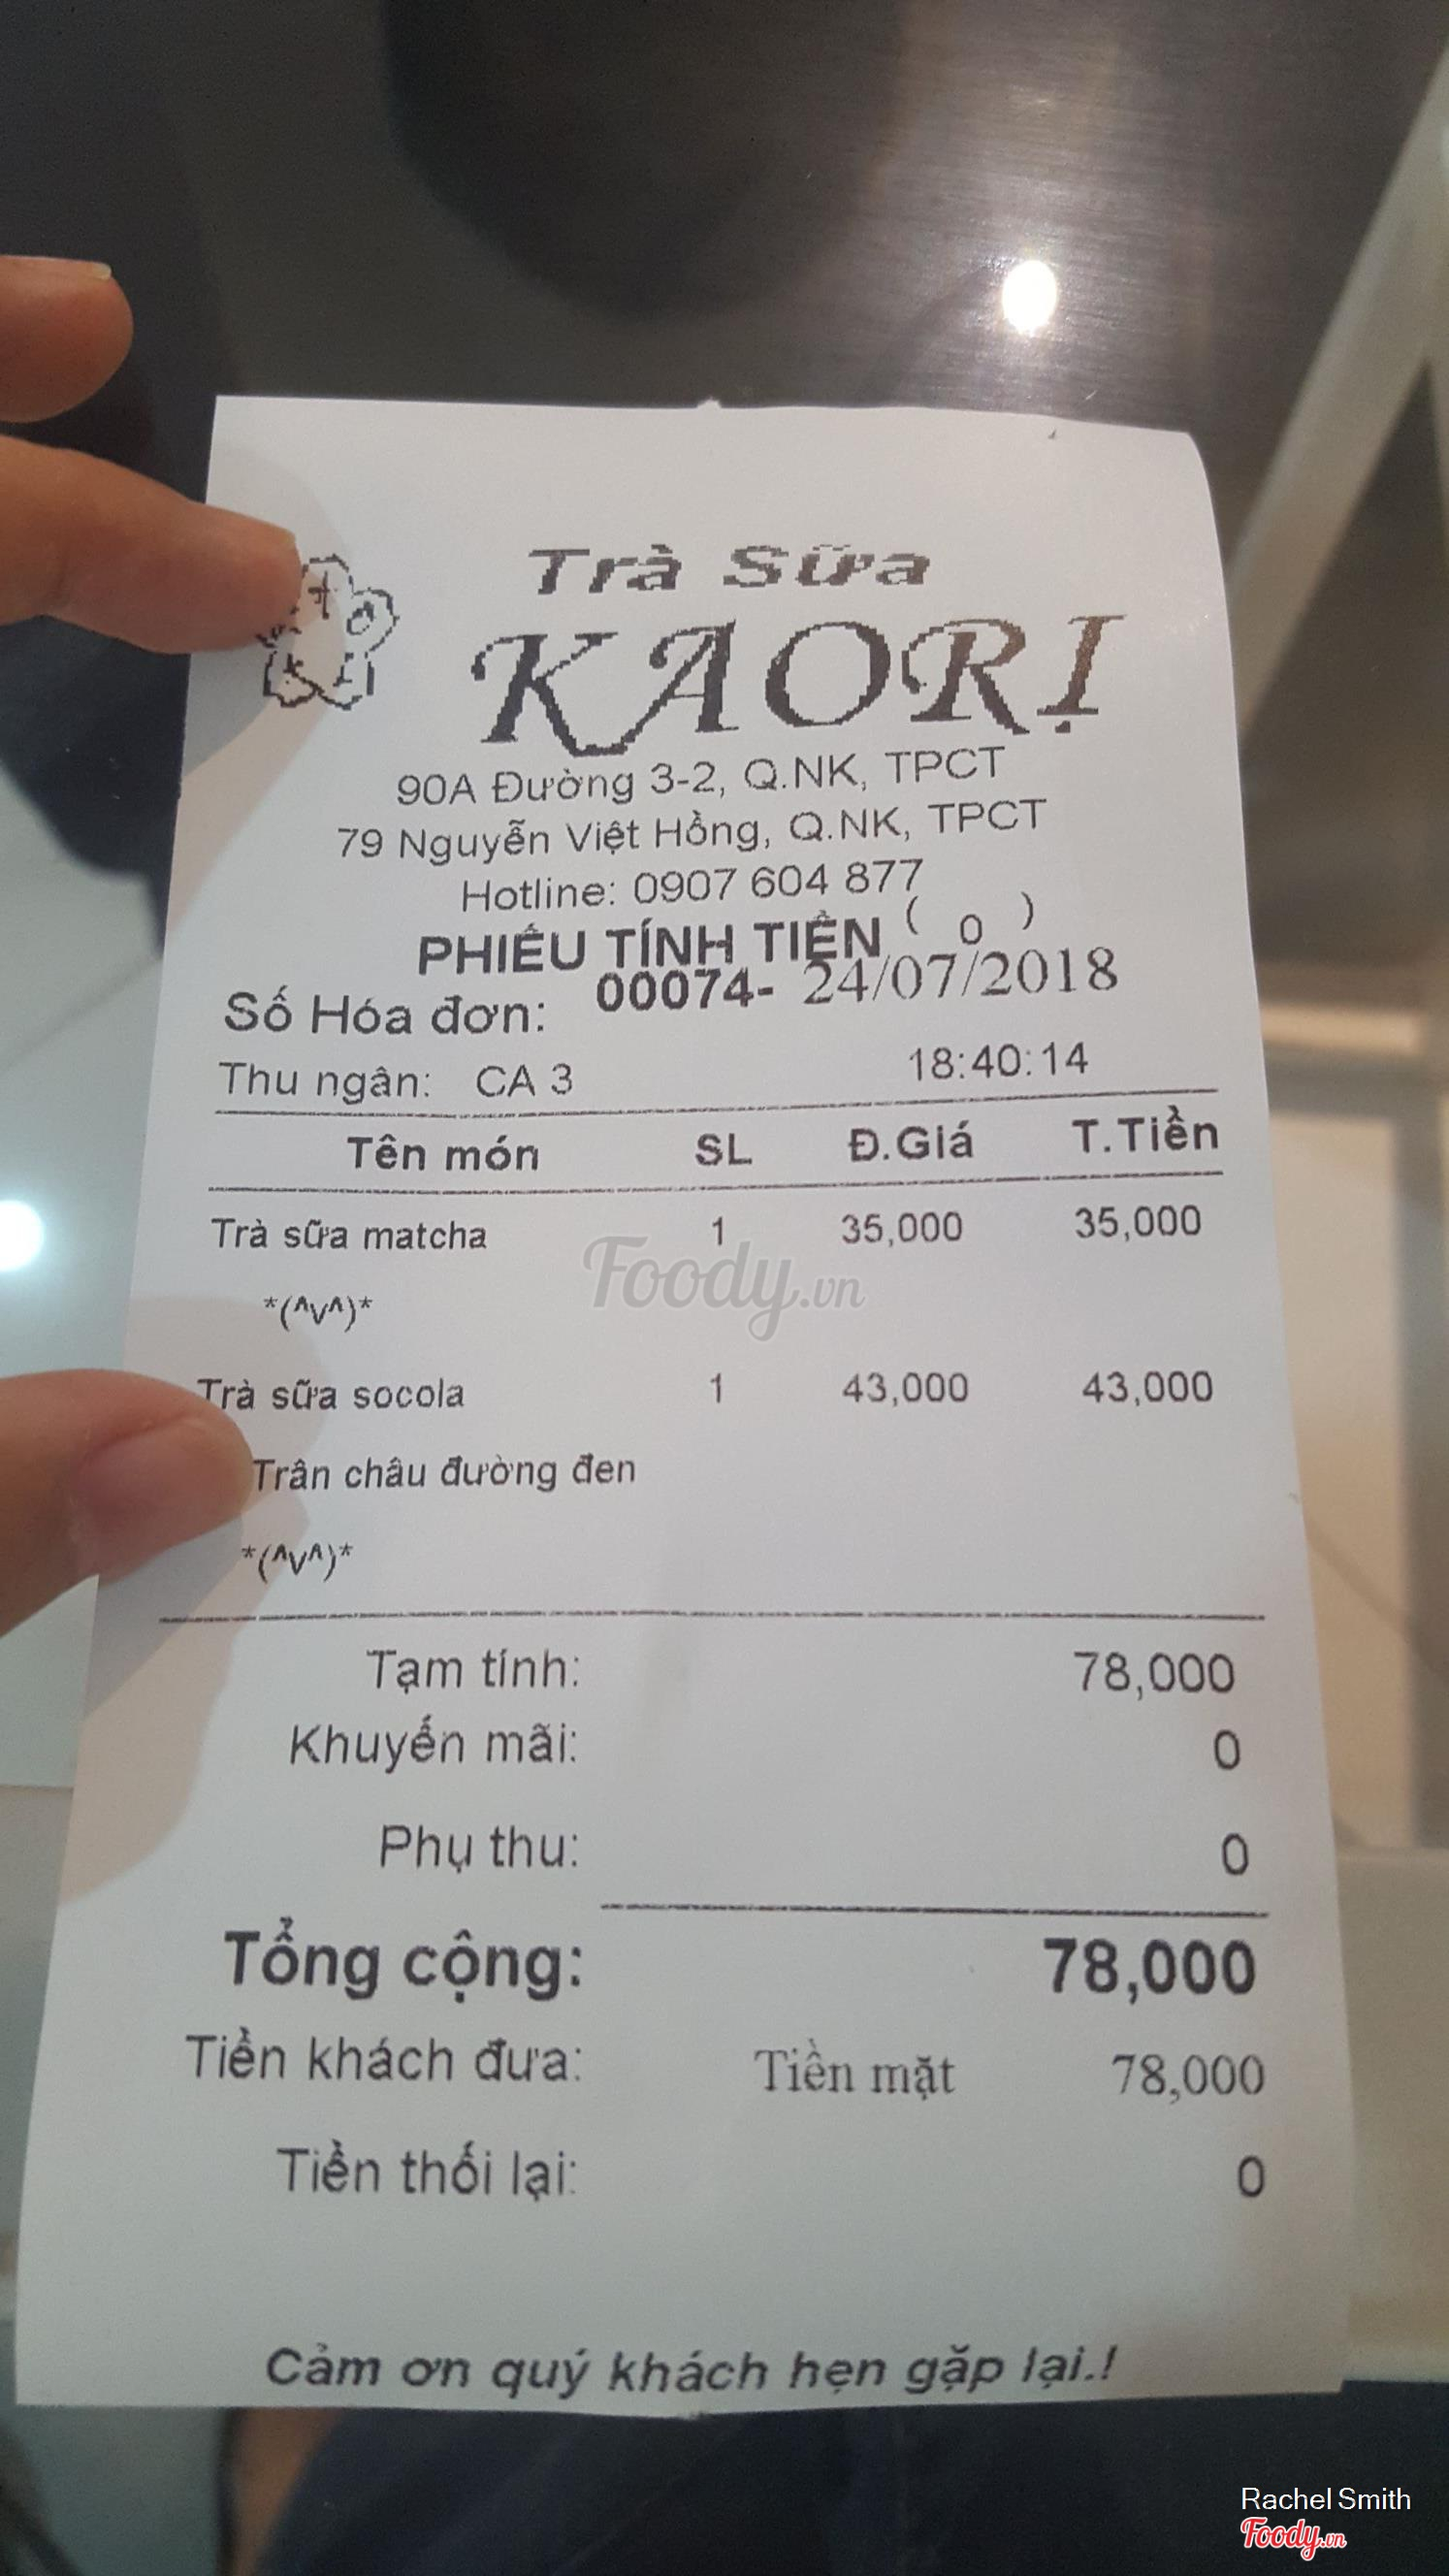 Trà Sữa
KAORỊ
90A Đường 3-2, Q.NK, TPCT
79 Nguyễn Việt Hồng, Q.NK, TPCT
Hotline: 0907 604 877
PHIẾU TÍNH TIỀN ( 0 )
Số Hóa đơn: 00074- 24/07/2018
Thu ngân: CA 3 18:40:14
Tên món SL Đ.Giá T.Tiền
Trà sữa matcha 1 35,000 35,000
Foody.vn
*(^v^)*
Trà sữa socola 1 43,000 43,000
Trân châu đường đen
*(^v^)*
Tạm tính: 78,000
Khuyến mãi: 0
Phụ thu: 0
Tổng cộng: 78,000
Tiền khách đưa: Tiền mặt 78,000
Tiền thối lại: 0
Cảm ơn quý khách hẹn gặp lại.!
Rachel Smith
Foody.vn